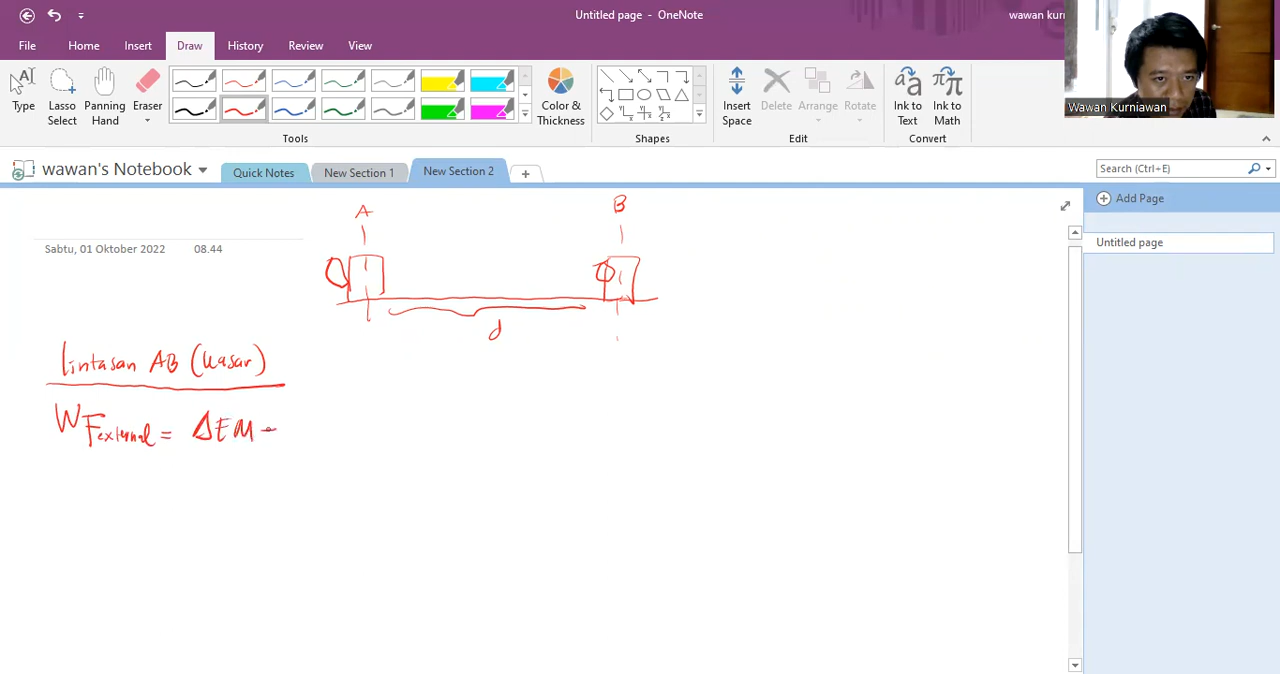 Untitled page - OneNote
wawan kurni
File Home Insert Draw History Review View
Type
Lasso Select
Panning Hand
Eraser
Color & Thickness
Insert Space
Delete
Arrange
Rotate
Ink to Text
Ink to Math
Tools
Shapes
Edit
Convert
Wawan Kurniawan
wawan's Notebook
Quick Notes
New Section 1
New Section 2
Search (Ctrl+E)
Add Page
Untitled page
Sabtu, 01 Oktober 2022 08.44
A B
d
lintasan AB (kasar)
W F external = ΔEM -